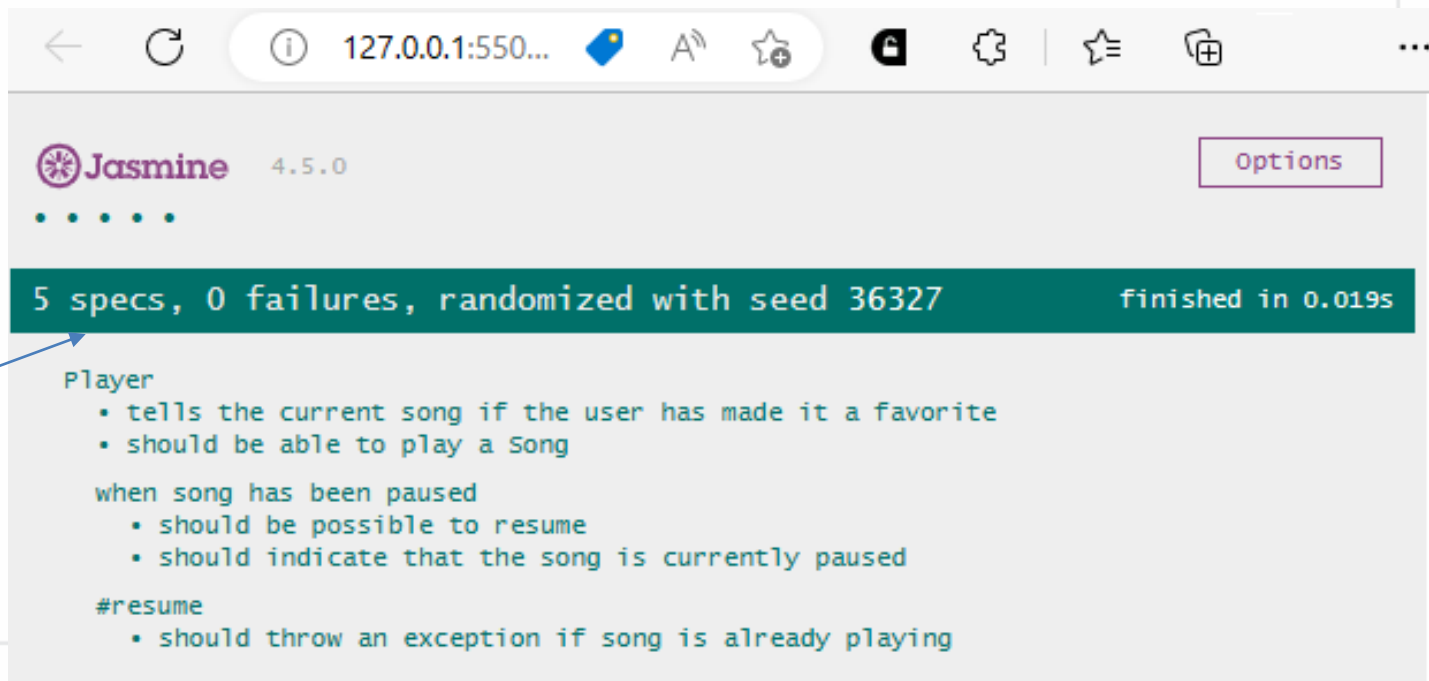 127.0.0.1:550...
Jasmine 4.5.0
Options
• • • • •
5 specs, 0 failures, randomized with seed 36327 finished in 0.019s
Player
• tells the current song if the user has made it a favorite
• should be able to play a Song
when song has been paused
• should be possible to resume
• should indicate that the song is currently paused
#resume
• should throw an exception if song is already playing